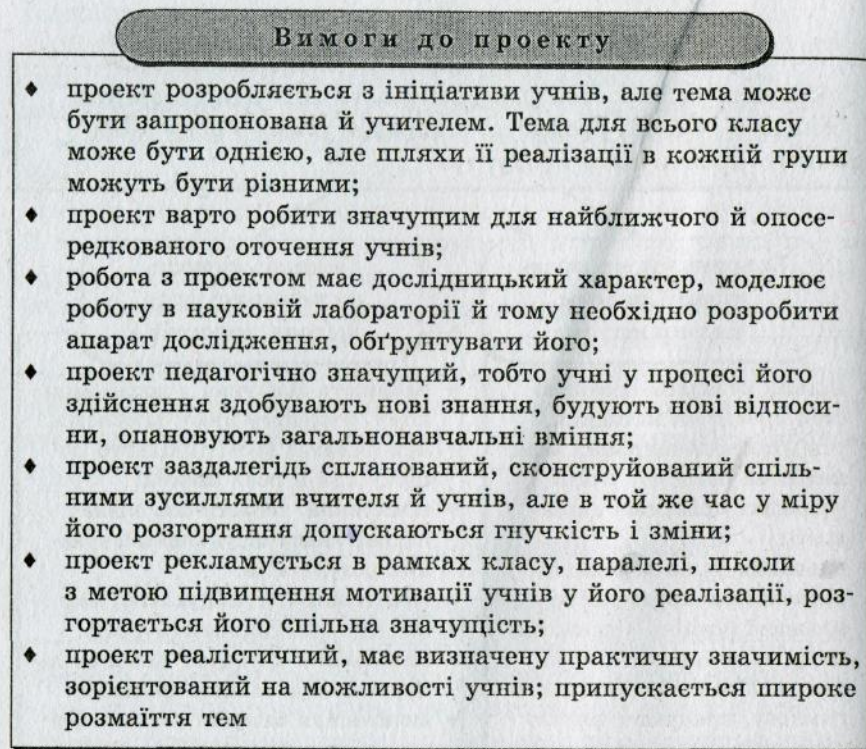 Вимоги до проекту
♦ проект розробляється з ініціативи учнів, але тема може
бути запропонована й учителем. Тема для всього класу
може бути однією, але шляхи її реалізації в кожній групи
можуть бути різними;
♦ проект варто робити значущим для найближчого й опосе-
редкованого оточення учнів;
♦ робота з проектом має дослідницький характер, моделює
роботу в науковій лабораторії й тому необхідно розробити
апарат дослідження, обґрунтувати його;
♦ проект педагогічно значущий, тобто учні у процесі його
здійснення здобувають нові знання, будують нові відноси-
ни, опановують загальнонавчальні вміння;
♦ проект заздалегідь спланований, сконструйований спіль-
ними зусиллями вчителя й учнів, але в той же час у міру
його розгортання допускаються гнучкість і зміни;
♦ проект рекламується в рамках класу, паралелі, школи
з метою підвищення мотивації учнів у його реалізації, роз-
гортається його спільна значущість;
♦ проект реалістичний, має визначену практичну значимість,
зорієнтований на можливості учнів; припускається широке
розмаїття тем